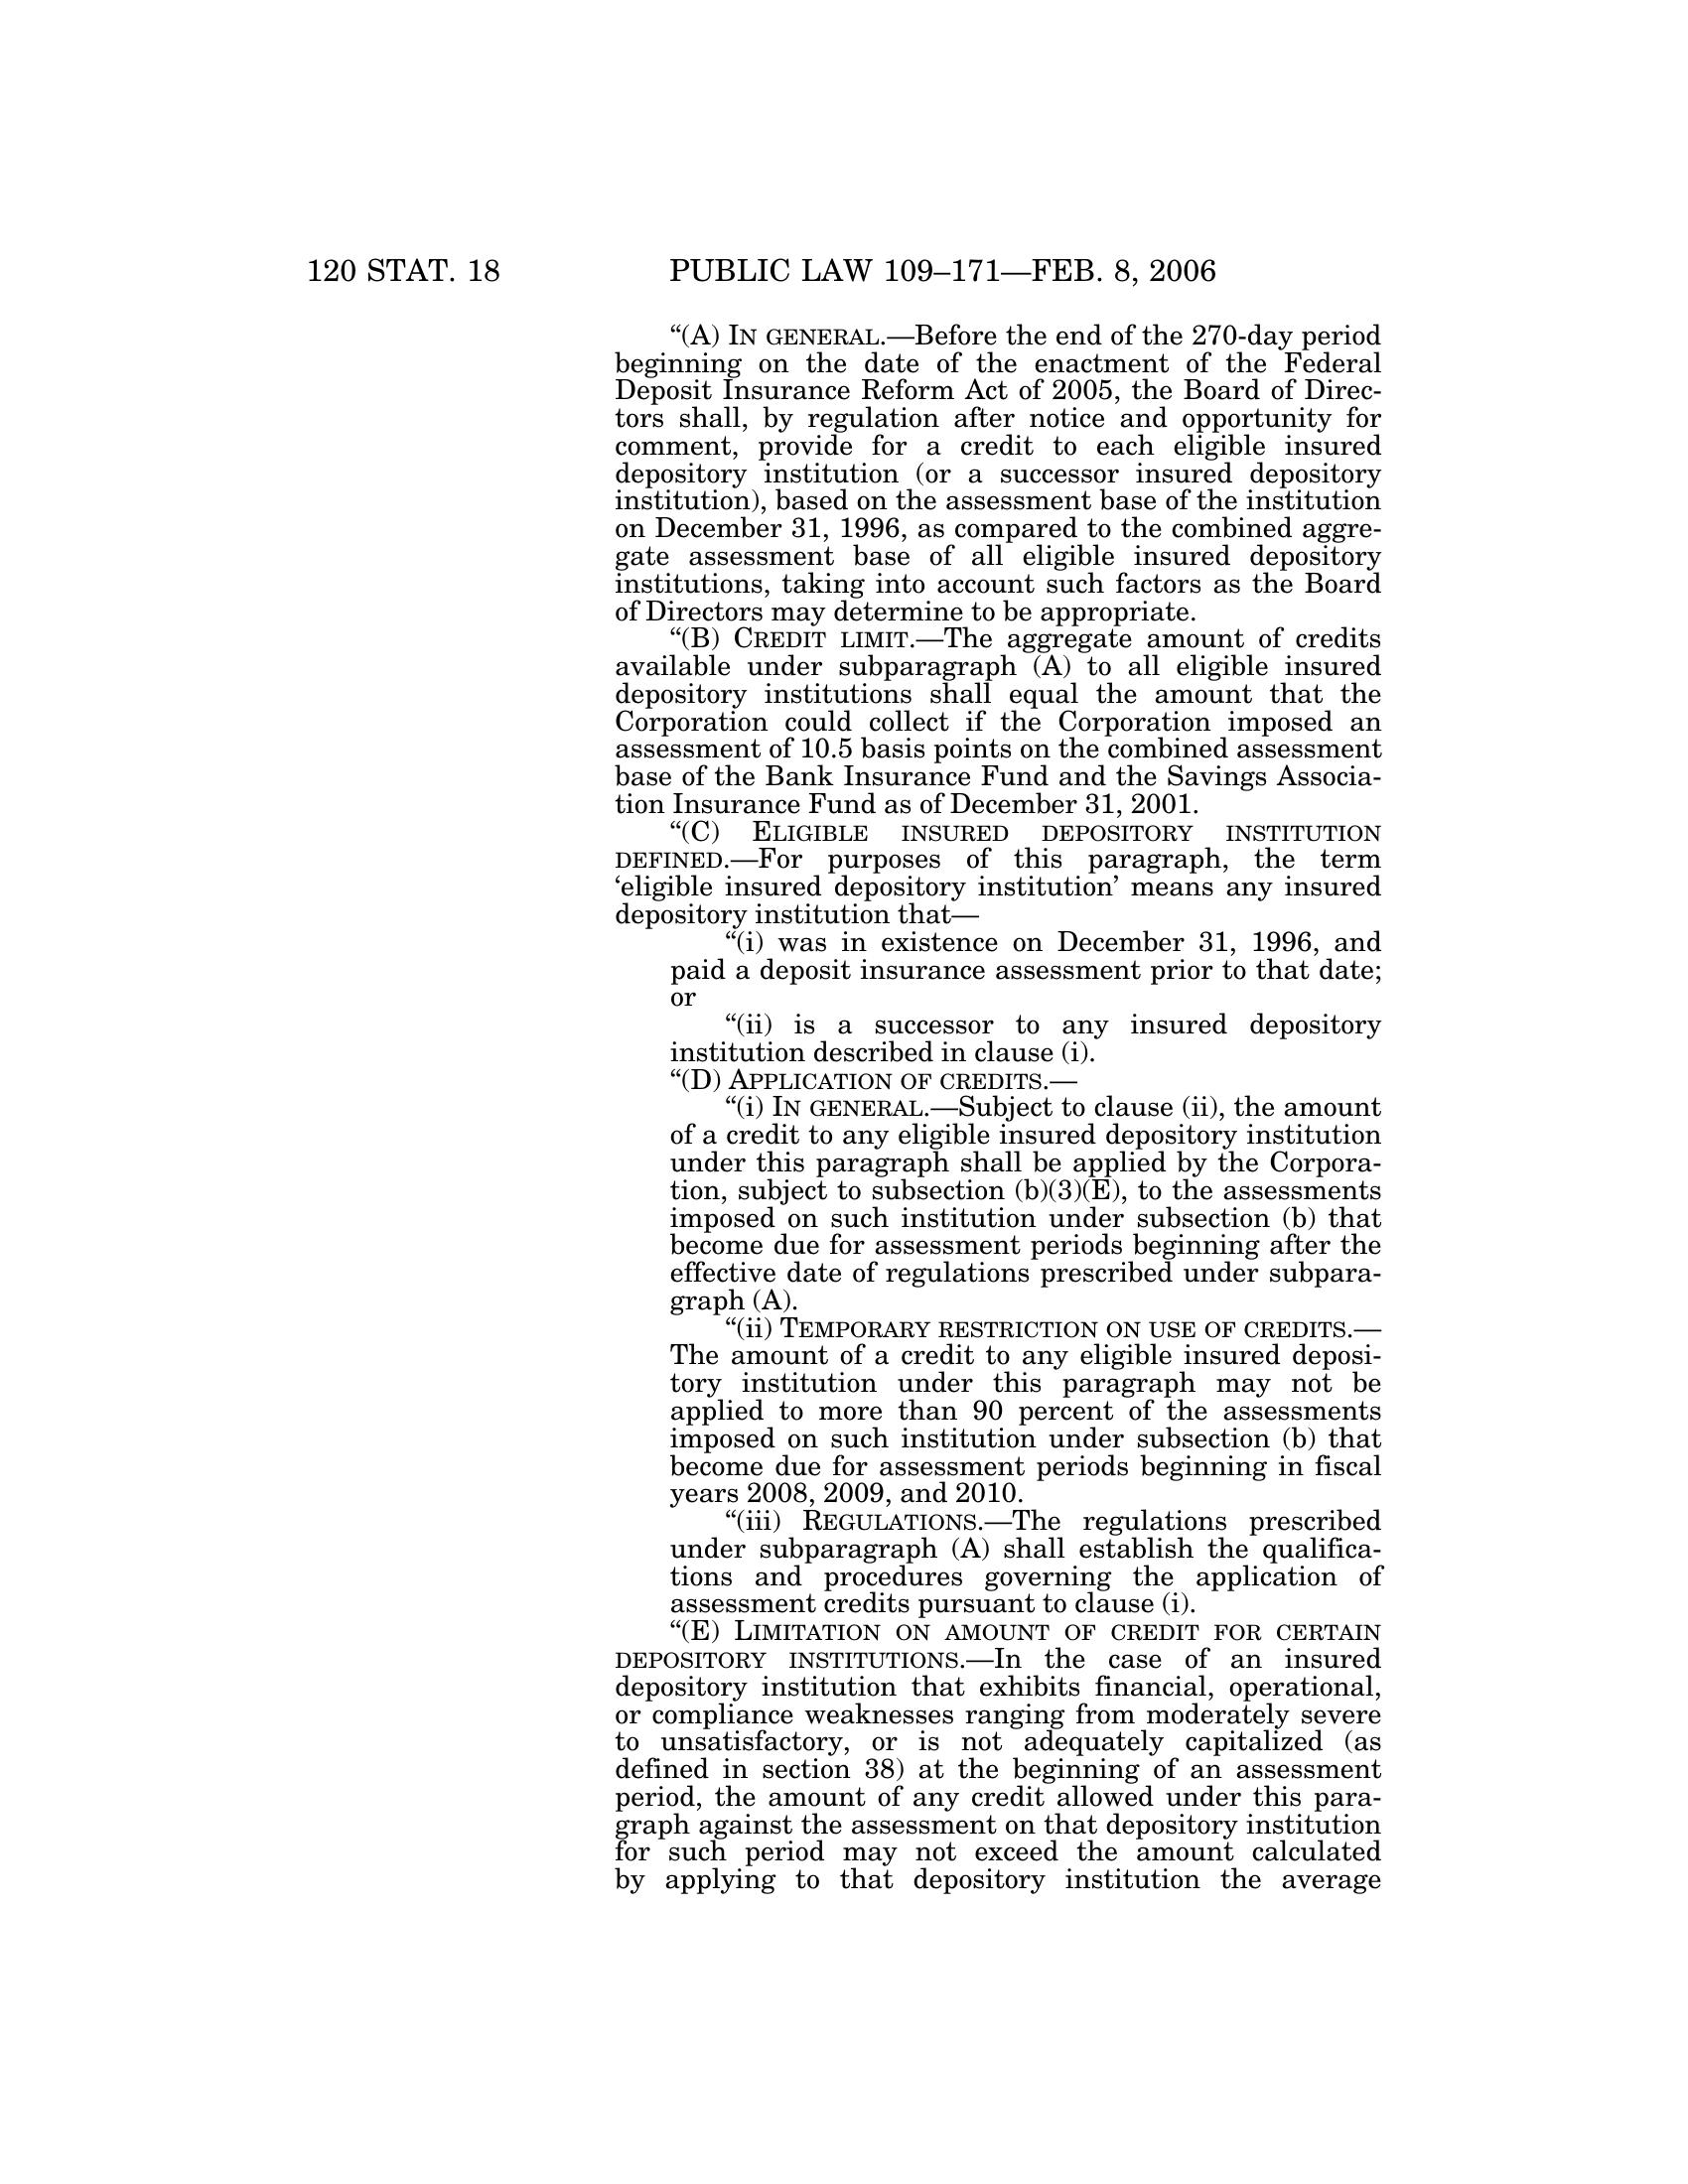 120 STAT. 18 PUBLIC LAW 109–171—FEB. 8, 2006
“(A) IN GENERAL.—Before the end of the 270-day period
beginning on the date of the enactment of the Federal
Deposit Insurance Reform Act of 2005, the Board of Direc-
tors shall, by regulation after notice and opportunity for
comment, provide for a credit to each eligible insured
depository institution (or a successor insured depository
institution), based on the assessment base of the institution
on December 31, 1996, as compared to the combined aggre-
gate assessment base of all eligible insured depository
institutions, taking into account such factors as the Board
of Directors may determine to be appropriate.
“(B) CREDIT LIMIT.—The aggregate amount of credits
available under subparagraph (A) to all eligible insured
depository institutions shall equal the amount that the
Corporation could collect if the Corporation imposed an
assessment of 10.5 basis points on the combined assessment
base of the Bank Insurance Fund and the Savings Associa-
tion Insurance Fund as of December 31, 2001.
“(C) ELIGIBLE INSURED DEPOSITORY INSTITUTION
DEFINED.—For purposes of this paragraph, the term
‘eligible insured depository institution’ means any insured
depository institution that—
“(i) was in existence on December 31, 1996, and
paid a deposit insurance assessment prior to that date;
or
“(ii) is a successor to any insured depository
institution described in clause (i).
“(D) APPLICATION OF CREDITS.—
“(i) IN GENERAL.—Subject to clause (ii), the amount
of a credit to any eligible insured depository institution
under this paragraph shall be applied by the Corpora-
tion, subject to subsection (b)(3)(E), to the assessments
imposed on such institution under subsection (b) that
become due for assessment periods beginning after the
effective date of regulations prescribed under subpara-
graph (A).
“(ii) TEMPORARY RESTRICTION ON USE OF CREDITS.—
The amount of a credit to any eligible insured deposi-
tory institution under this paragraph may not be
applied to more than 90 percent of the assessments
imposed on such institution under subsection (b) that
become due for assessment periods beginning in fiscal
years 2008, 2009, and 2010.
“(iii) REGULATIONS.—The regulations prescribed
under subparagraph (A) shall establish the qualifica-
tions and procedures governing the application of
assessment credits pursuant to clause (i).
“(E) LIMITATION ON AMOUNT OF CREDIT FOR CERTAIN
DEPOSITORY INSTITUTIONS.—In the case of an insured
depository institution that exhibits financial, operational,
or compliance weaknesses ranging from moderately severe
to unsatisfactory, or is not adequately capitalized (as
defined in section 38) at the beginning of an assessment
period, the amount of any credit allowed under this para-
graph against the assessment on that depository institution
for such period may not exceed the amount calculated
by applying to that depository institution the average